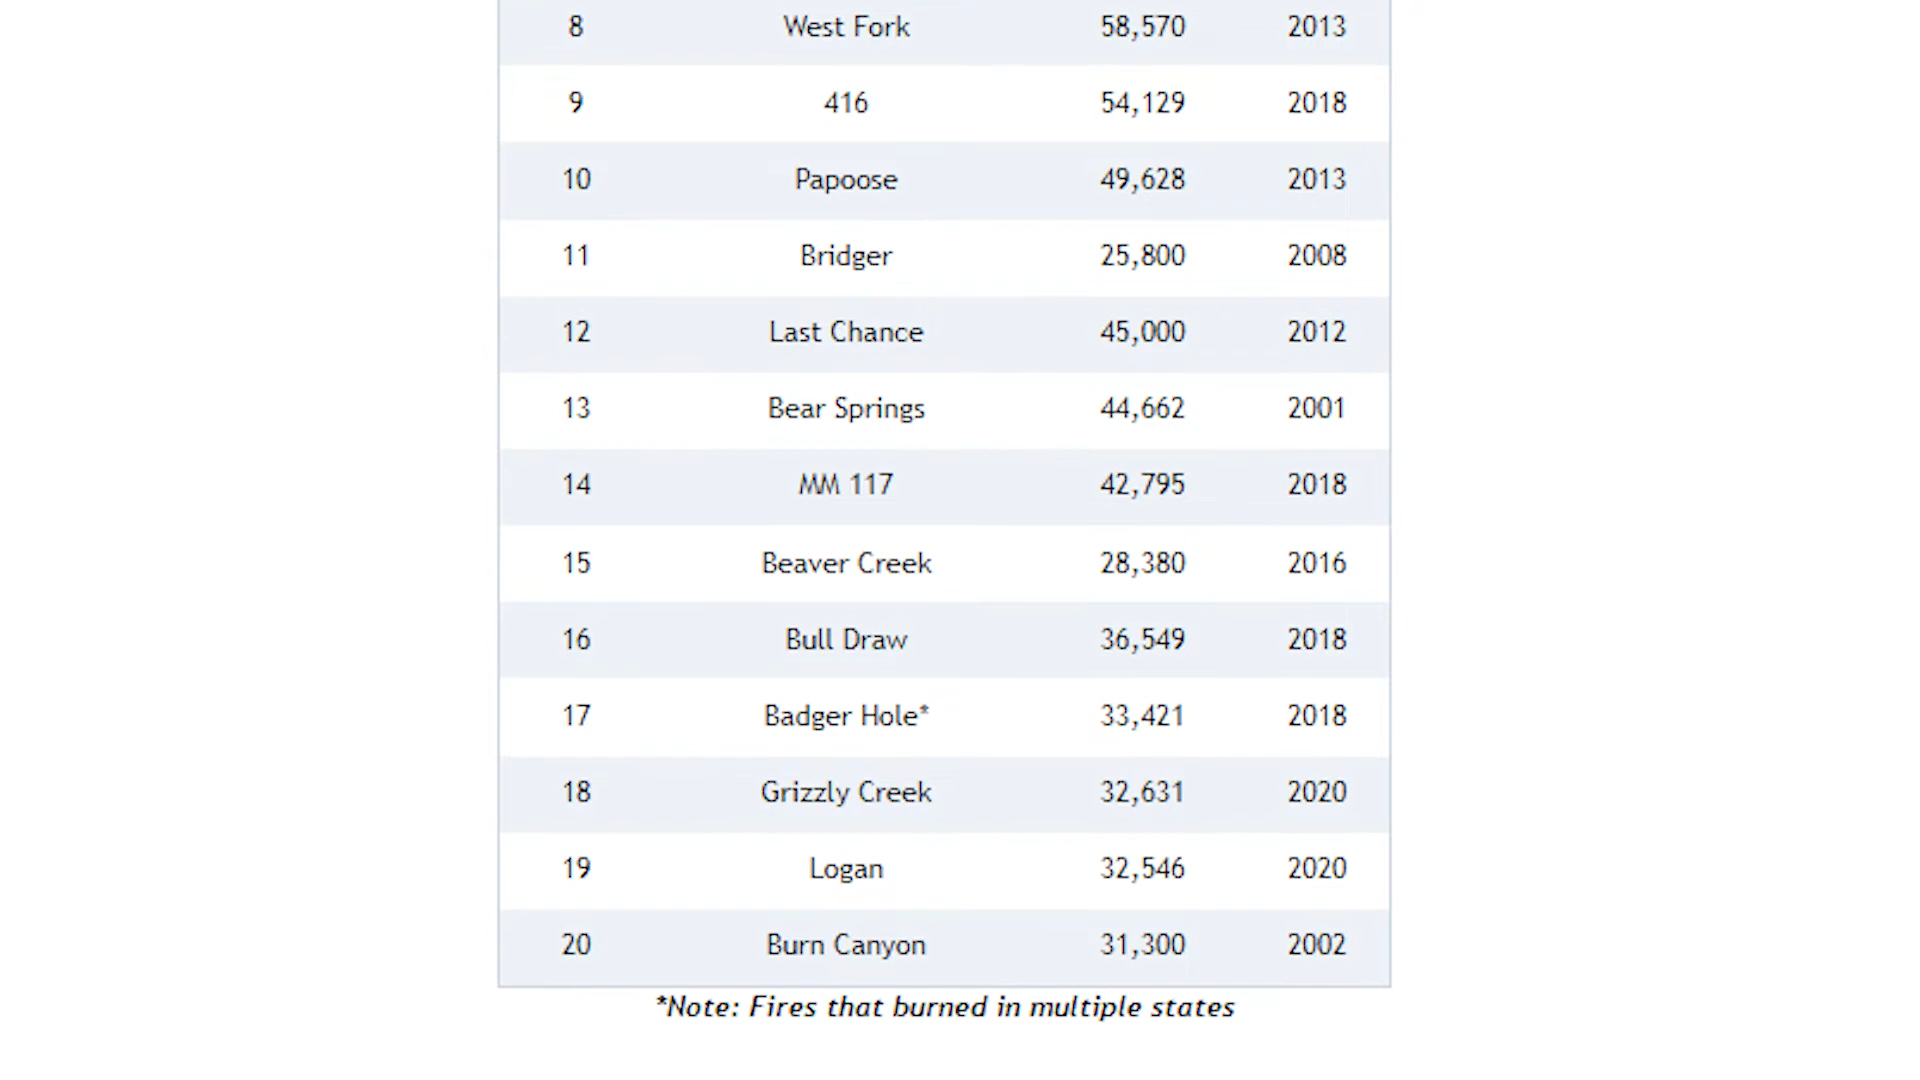 8 West Fork 58,570 2013
9 416 54,129 2018
10 Papoose 49,628 2013
11 Bridger 25,800 2008
12 Last Chance 45,000 2012
13 Bear Springs 44,662 2001
14 MM 117 42,795 2018
15 Beaver Creek 28,380 2016
16 Bull Draw 36,549 2018
17 Badger Hole* 33,421 2018
18 Grizzly Creek 32,631 2020
19 Logan 32,546 2020
20 Burn Canyon 31,300 2002
*Note: Fires that burned in multiple states